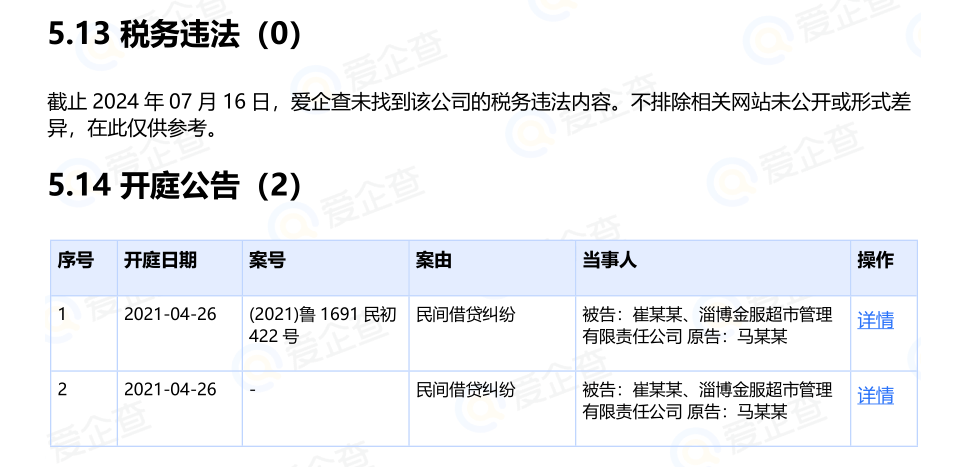 5.13 税务违法（0）
截止 2024 年 07 月 16 日，爱企查未找到该公司的税务违法内容。不排除相关网站未公开或形式差
异，在此仅供参考。
5.14 开庭公告（2）
序号 开庭日期 案号 案由 当事人 操作
1 2021-04-26 (2021)鲁 1691 民初 民间借贷纠纷 被告：崔某某、淄博金服超市管理 详情
422 号 有限责任公司 原告：马某某
2 2021-04-26 - 民间借贷纠纷 被告：崔某某、淄博金服超市管理 详情
有限责任公司 原告：马某某
爱企查